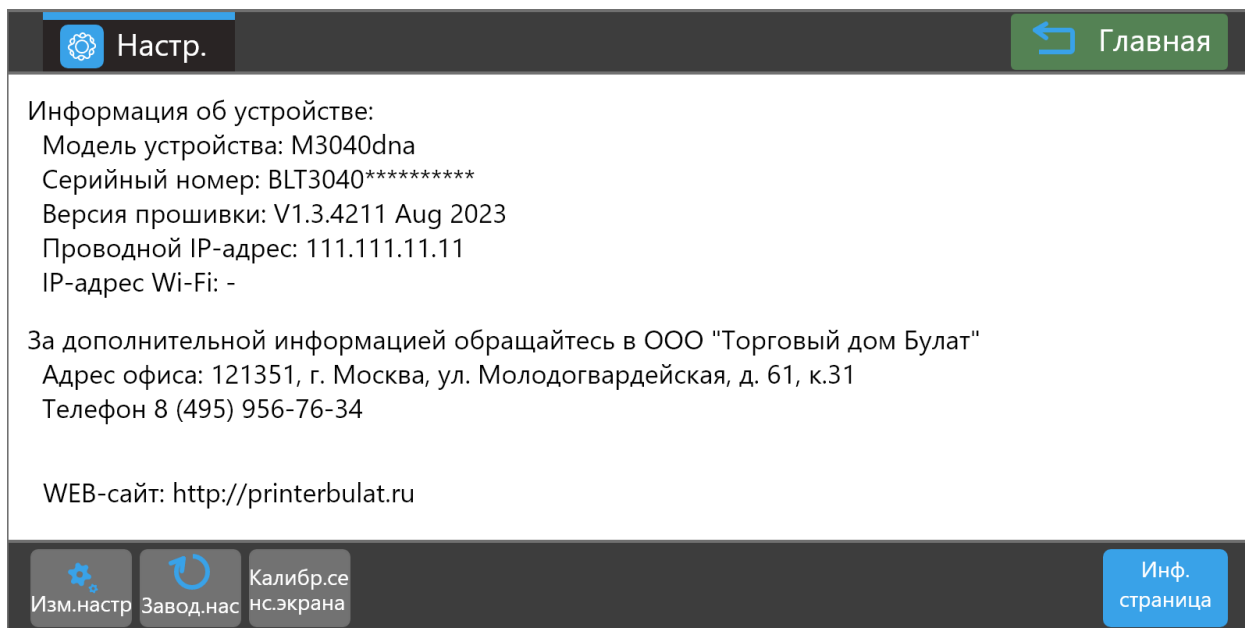 Настр.
Главная
Информация об устройстве:
Модель устройства: M3040dna
Серийный номер: BLT3040**********
Версия прошивки: V1.3.4211 Aug 2023
Проводной IP-адрес: 111.111.11.11
IP-адрес Wi-Fi: -
За дополнительной информацией обращайтесь в ООО "Торговый дом Булат"
Адрес офиса: 121351, г. Москва, ул. Молодогвардейская, д. 61, к.31
Телефон 8 (495) 956-76-34
WEB-сайт: http://printerbulat.ru
Изм.настр
Завод.нас
Калибр.се
нс.экрана
Инф.
страница